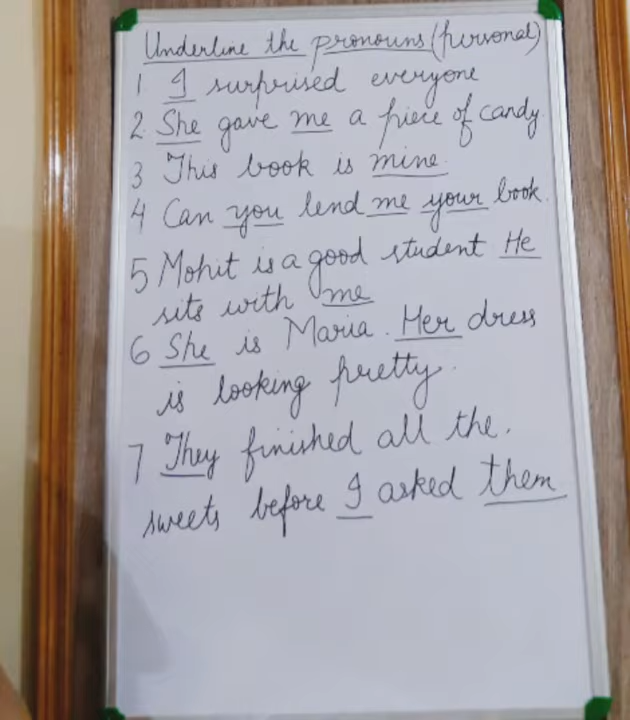 Underline the pronouns (personal)
1 I surprised everyone
2 She gave me a piece of candy.
3 This book is mine.
4 Can you lend me your book.
5 Mohit is a good student He
sits with me
6 She is Maria. Her dress
is looking pretty.
7 They finished all the.
sweets before I asked them